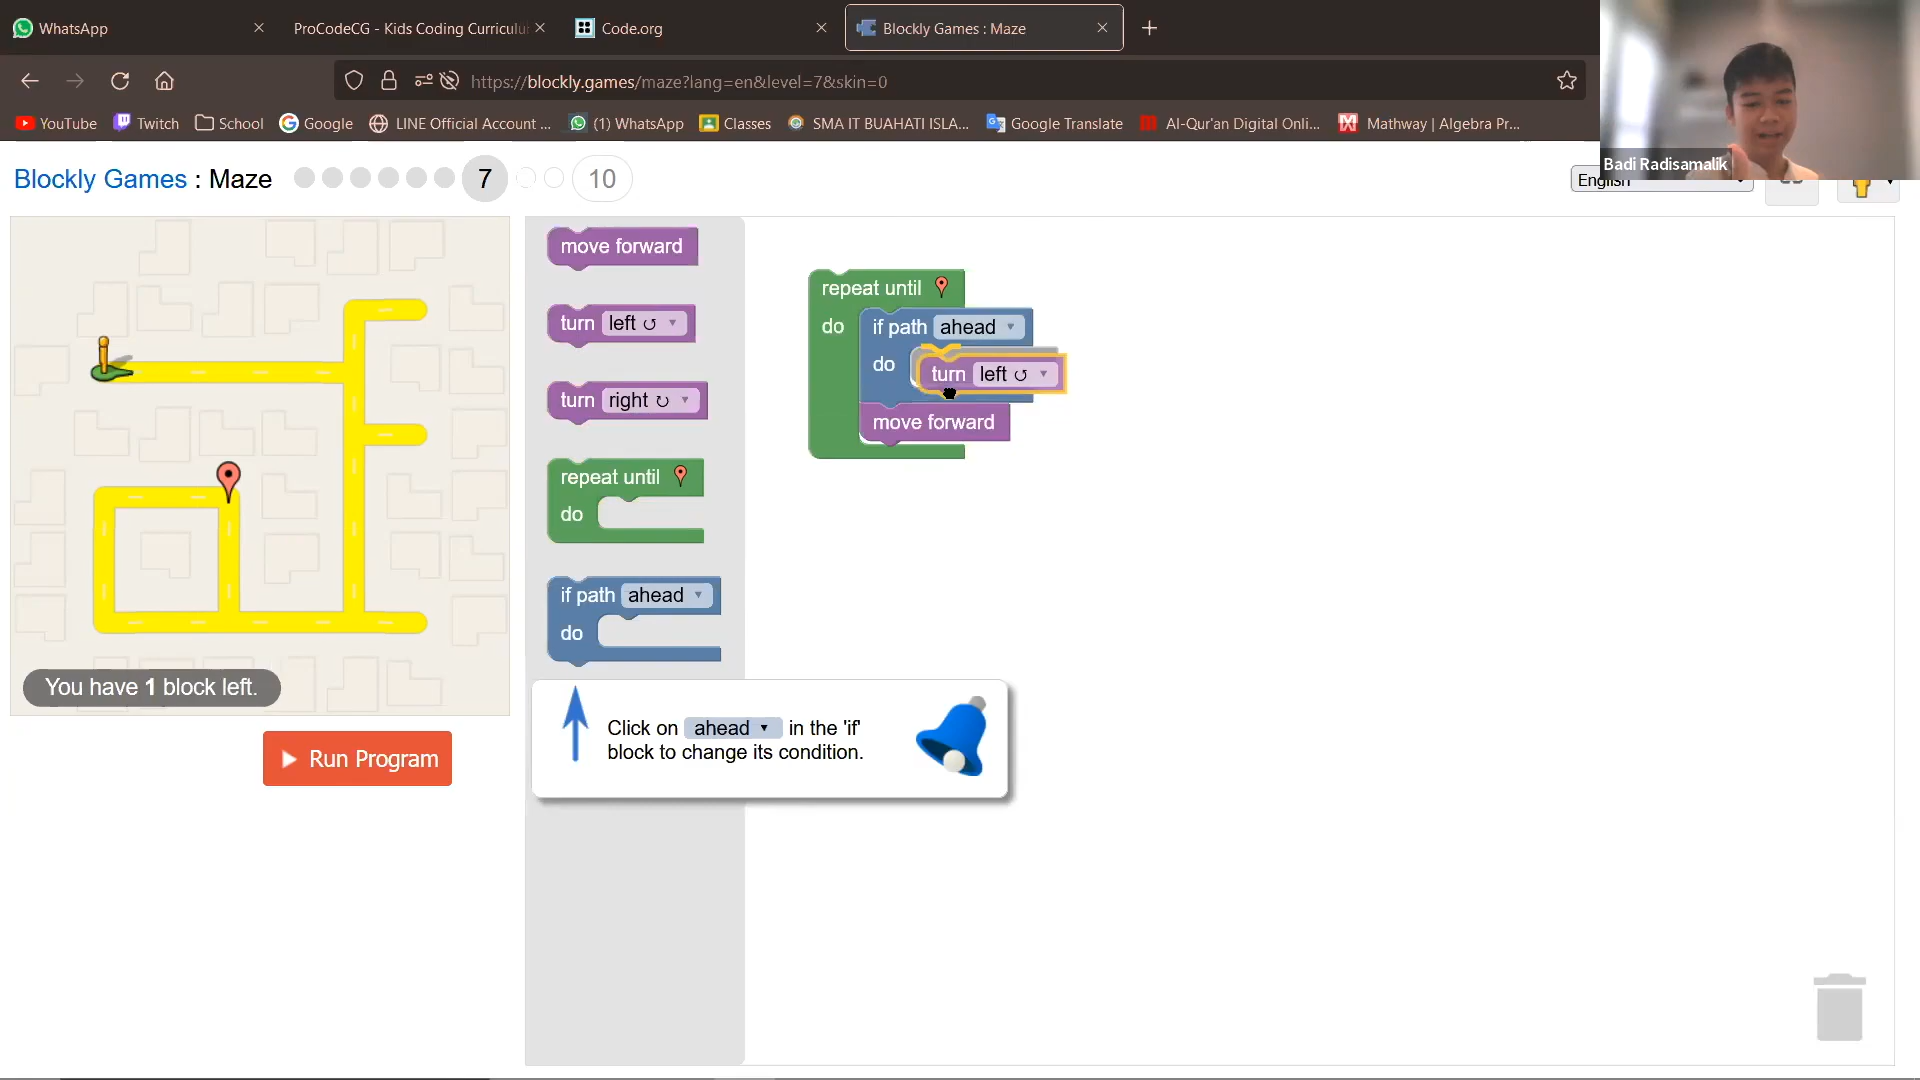 WhatsApp
ProCodeCG - Kids Coding Curriculu
Code.org
Blockly Games : Maze
https://blockly.games/maze?lang=en&level=7&skin=0
YouTube
Twitch
School
Google
LINE Official Account ...
(1) WhatsApp
Classes
SMA IT BUAHATI ISLA...
Google Translate
Al-Qur'an Digital Onli...
Mathway | Algebra Pr...
Badi Radisamalik
Blockly Games : Maze
7
10
English
You have 1 block left.
Run Program
move forward
turn left
turn right
repeat until
do
if path ahead
do
Click on ahead in the 'if'
block to change its condition.
repeat until
do
if path ahead
do
turn left
move forward